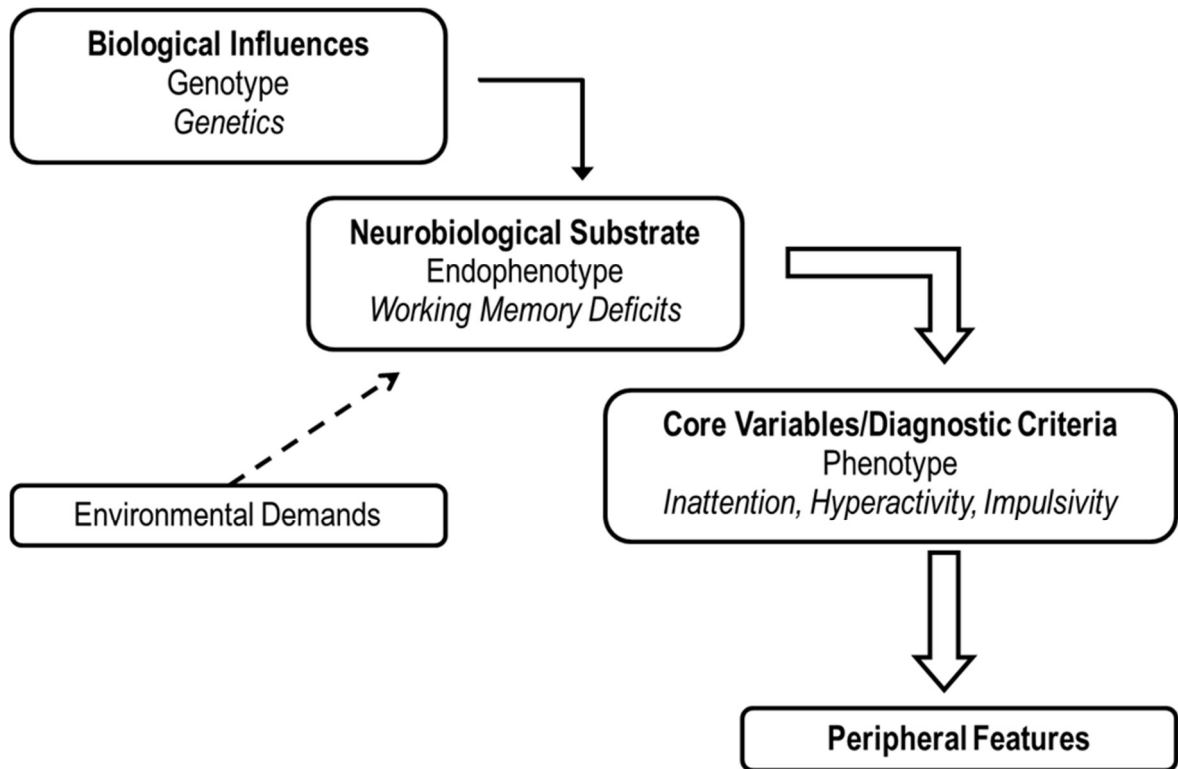 Biological Influences
Genotype
Genetics
Neurobiological Substrate
Endophenotype
Working Memory Deficits
Environmental Demands
Core Variables/Diagnostic Criteria
Phenotype
Inattention, Hyperactivity, Impulsivity
Peripheral Features